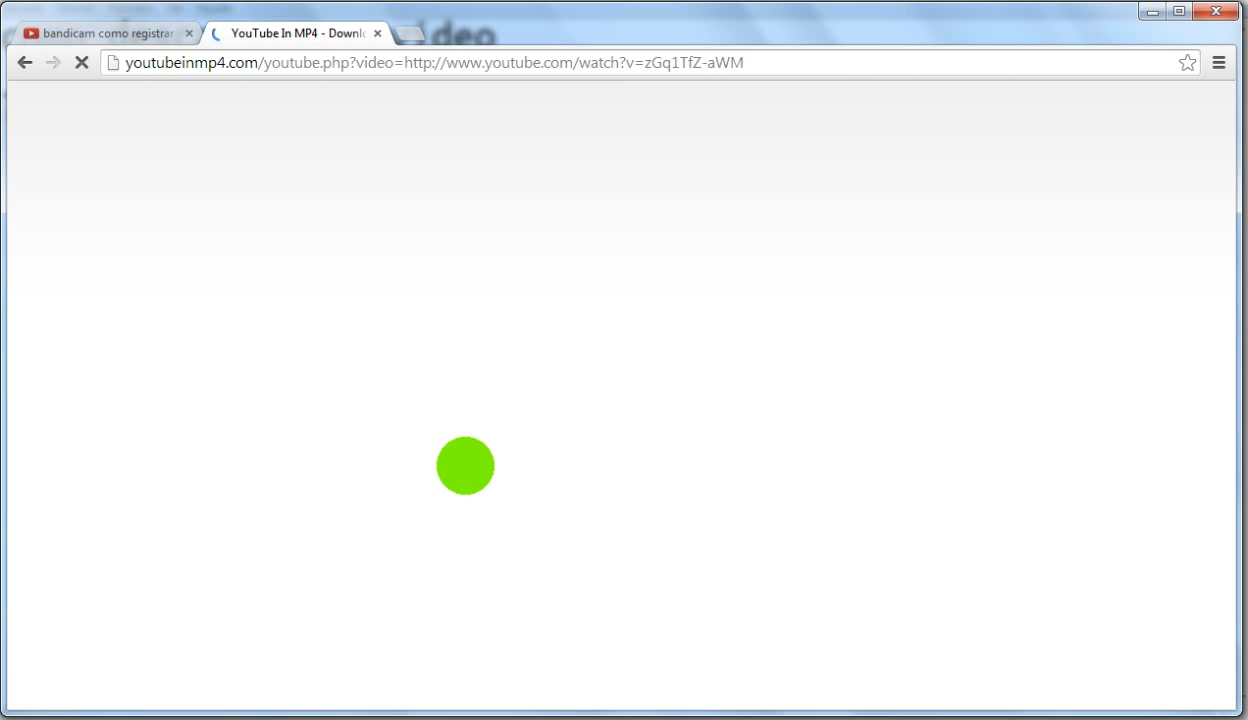 bandicam como registrar
YouTube In MP4 - Downl
ideo
youtubeinmp4.com/youtube.php?video=http://www.youtube.com/watch?v=zGq1TfZ-aWM